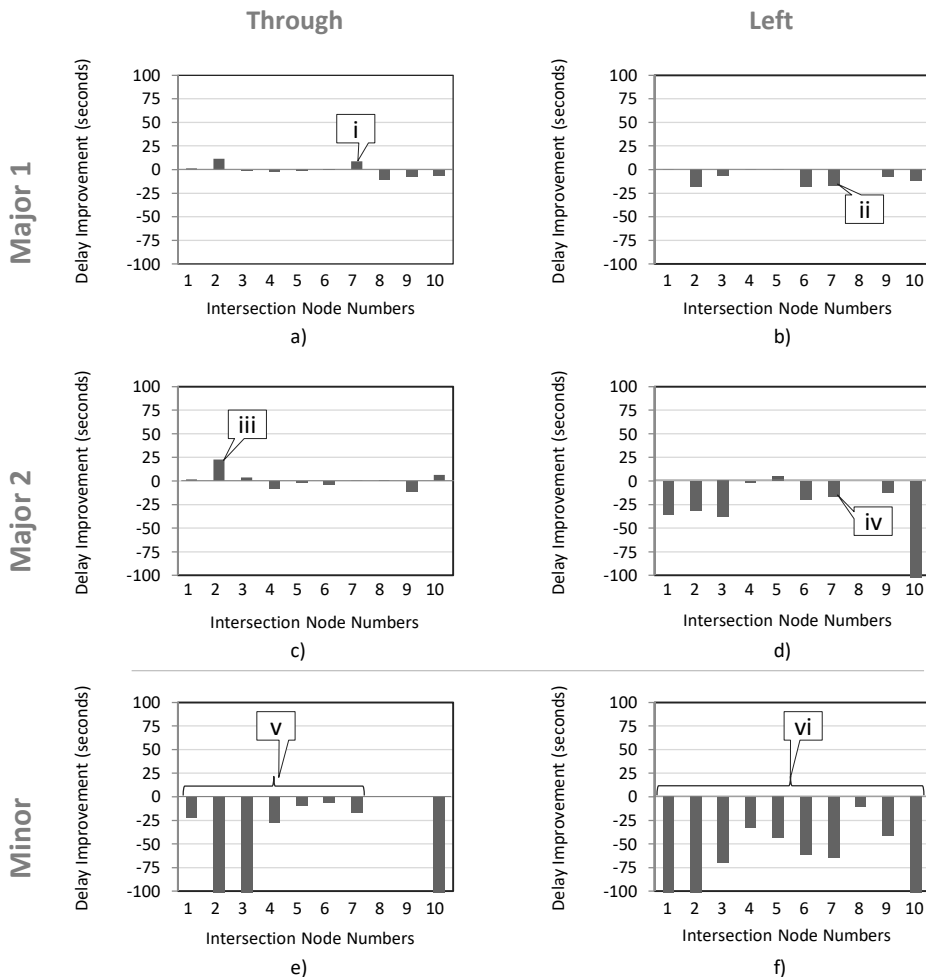 Through
Left
Major 1
Delay Improvement (seconds)
100
75
50
25
0
-25
-50
-75
-100
i
1 2 3 4 5 6 7 8 9 10
Intersection Node Numbers
a)
Delay Improvement (seconds)
100
75
50
25
0
-25
-50
-75
-100
ii
1 2 3 4 5 6 7 8 9 10
Intersection Node Numbers
b)
Major 2
Delay Improvement (seconds)
100
75
50
25
0
-25
-50
-75
-100
iii
1 2 3 4 5 6 7 8 9 10
Intersection Node Numbers
c)
Delay Improvement (seconds)
100
75
50
25
0
-25
-50
-75
-100
iv
1 2 3 4 5 6 7 8 9 10
Intersection Node Numbers
d)
Minor
Delay Improvement (seconds)
100
75
50
25
0
-25
-50
-75
-100
v
1 2 3 4 5 6 7 8 9 10
Intersection Node Numbers
e)
Delay Improvement (seconds)
100
75
50
25
0
-25
-50
-75
-100
vi
1 2 3 4 5 6 7 8 9 10
Intersection Node Numbers
f)